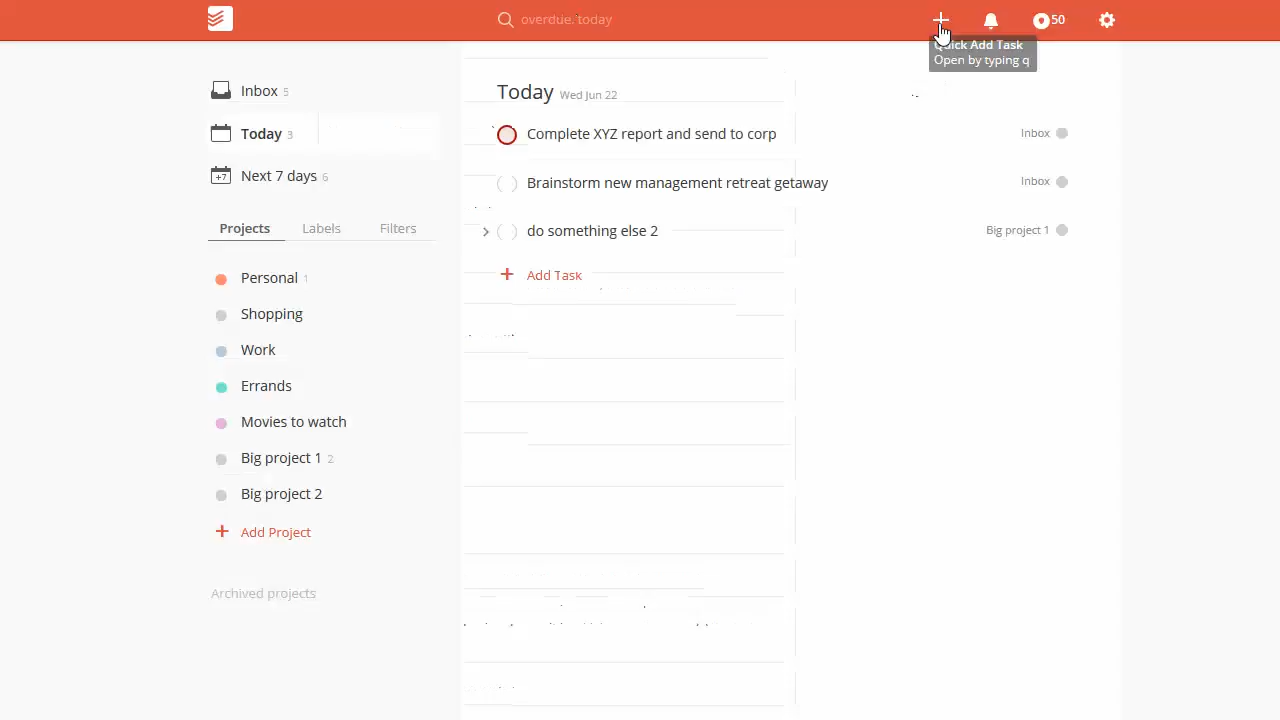 overdue, today
50
Quick Add Task
Open by typing q
Inbox 5
Today 3
Next 7 days 6
Projects Labels Filters
Personal 1
Shopping
Work
Errands
Movies to watch
Big project 1 2
Big project 2
+ Add Project
Archived projects
Today Wed Jun 22
Complete XYZ report and send to corp Inbox
Brainstorm new management retreat getaway Inbox
do something else 2 Big project 1
+ Add Task